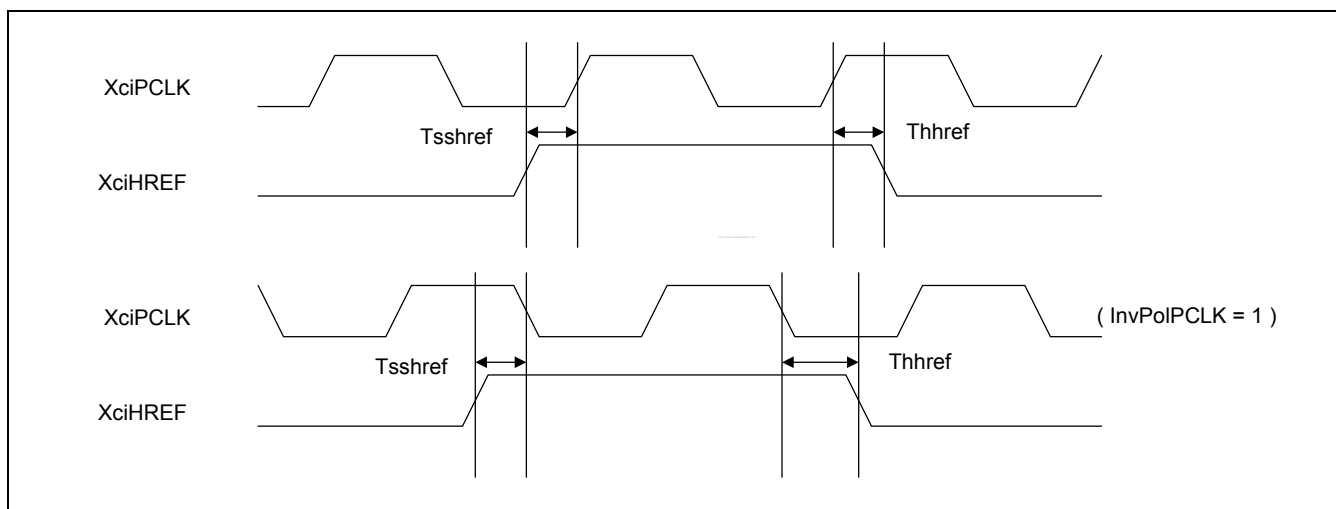 XciPCLK
Tsshref
Thhref
XciHREF
XciPCLK
( InvPolPCLK = 1 )
Tsshref
Thhref
XciHREF